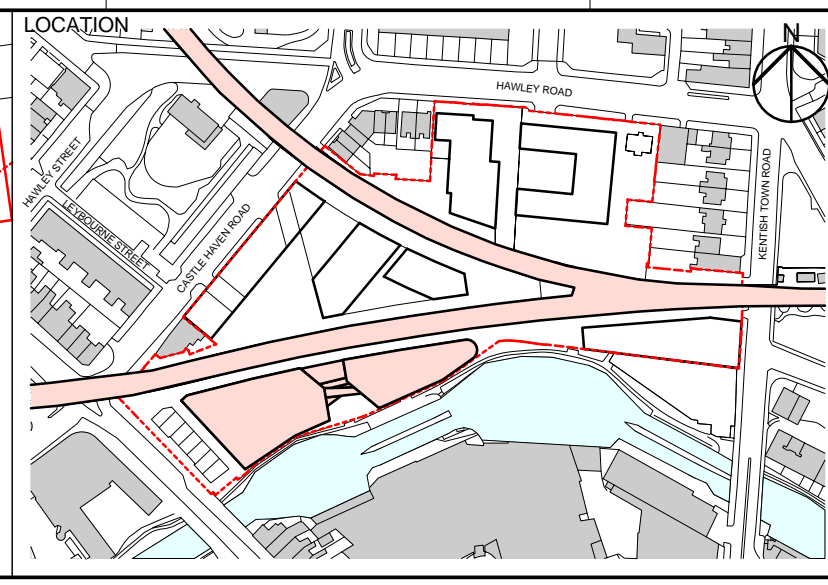 LOCATION
N
HAWLEY ROAD
HAWLEY STREET
LEYBOURNE STREET
CASTLE HAVEN ROAD
KENTISH TOWN ROAD